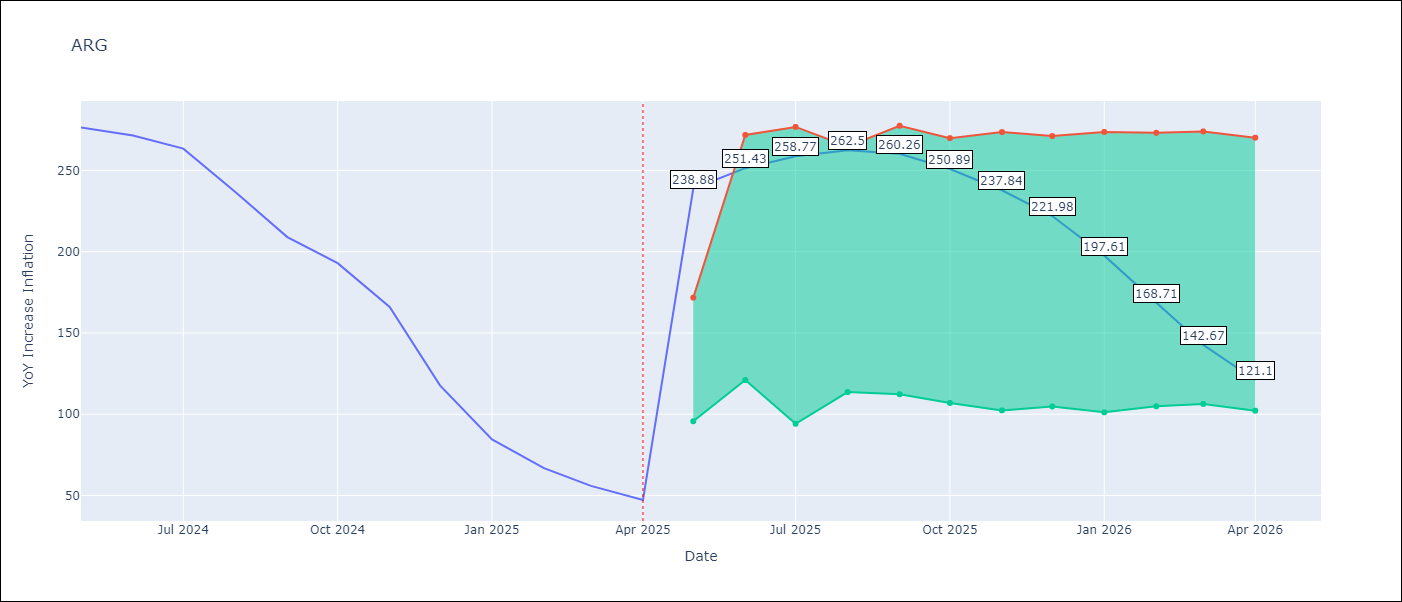 ARG
YoY Increase Inflation
250
200
150
100
50
238.88
251.43
258.77
262.5
260.26
250.89
237.84
221.98
197.61
168.71
142.67
121.1
Jul 2024
Oct 2024
Jan 2025
Apr 2025
Jul 2025
Oct 2025
Jan 2026
Apr 2026
Date